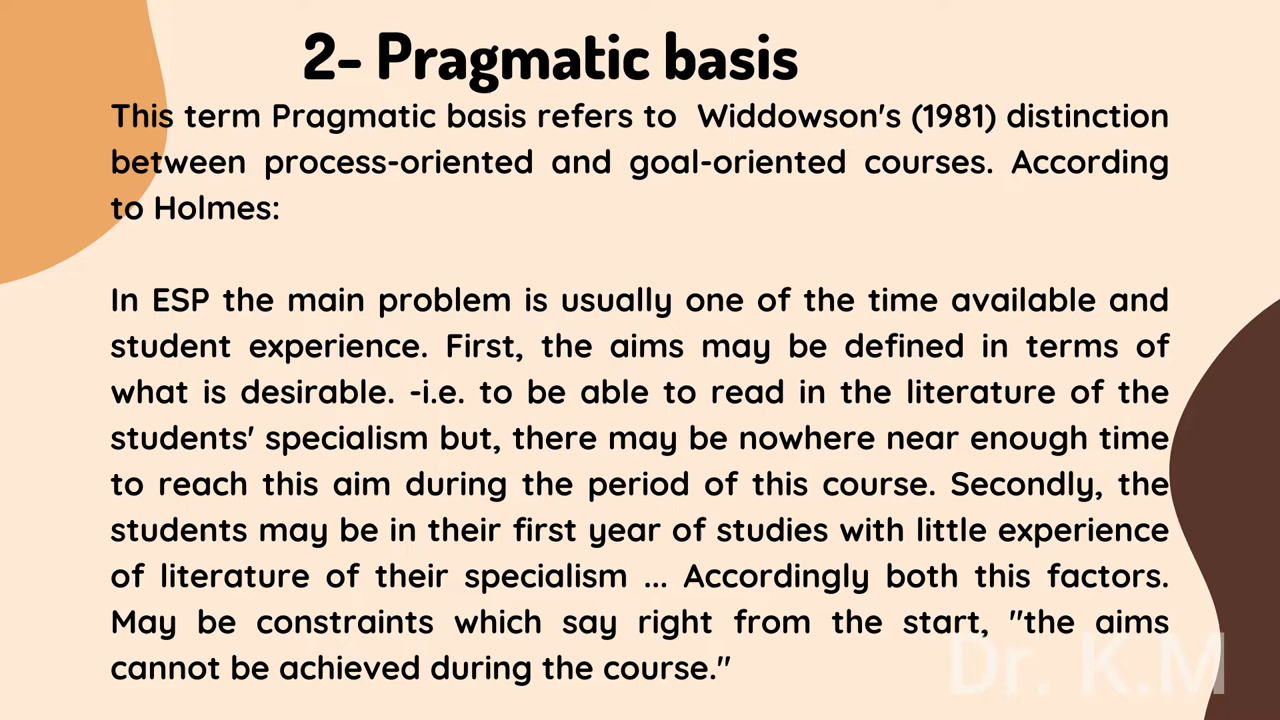 2- Pragmatic basis
This term Pragmatic basis refers to Widdowson's (1981) distinction
between process-oriented and goal-oriented courses. According
to Holmes:
In ESP the main problem is usually one of the time available and
student experience. First, the aims may be defined in terms of
what is desirable. -i.e. to be able to read in the literature of the
students' specialism but, there may be nowhere near enough time
to reach this aim during the period of this course. Secondly, the
students may be in their first year of studies with little experience
of literature of their specialism ... Accordingly both this factors.
May be constraints which say right from the start, "the aims
cannot be achieved during the course."
Dr. K.M